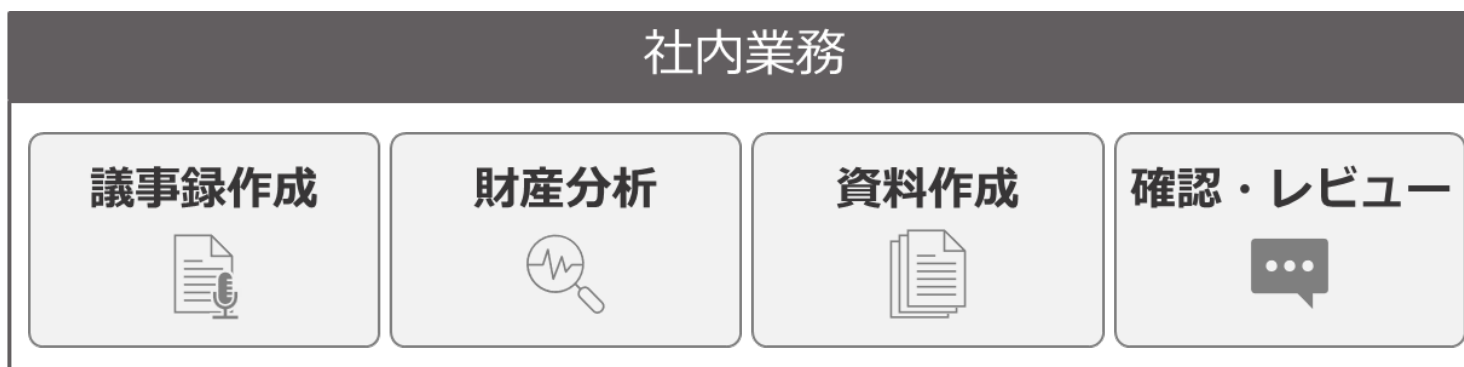 社内業務
議事録作成
財産分析
資料作成
確認・レビュー